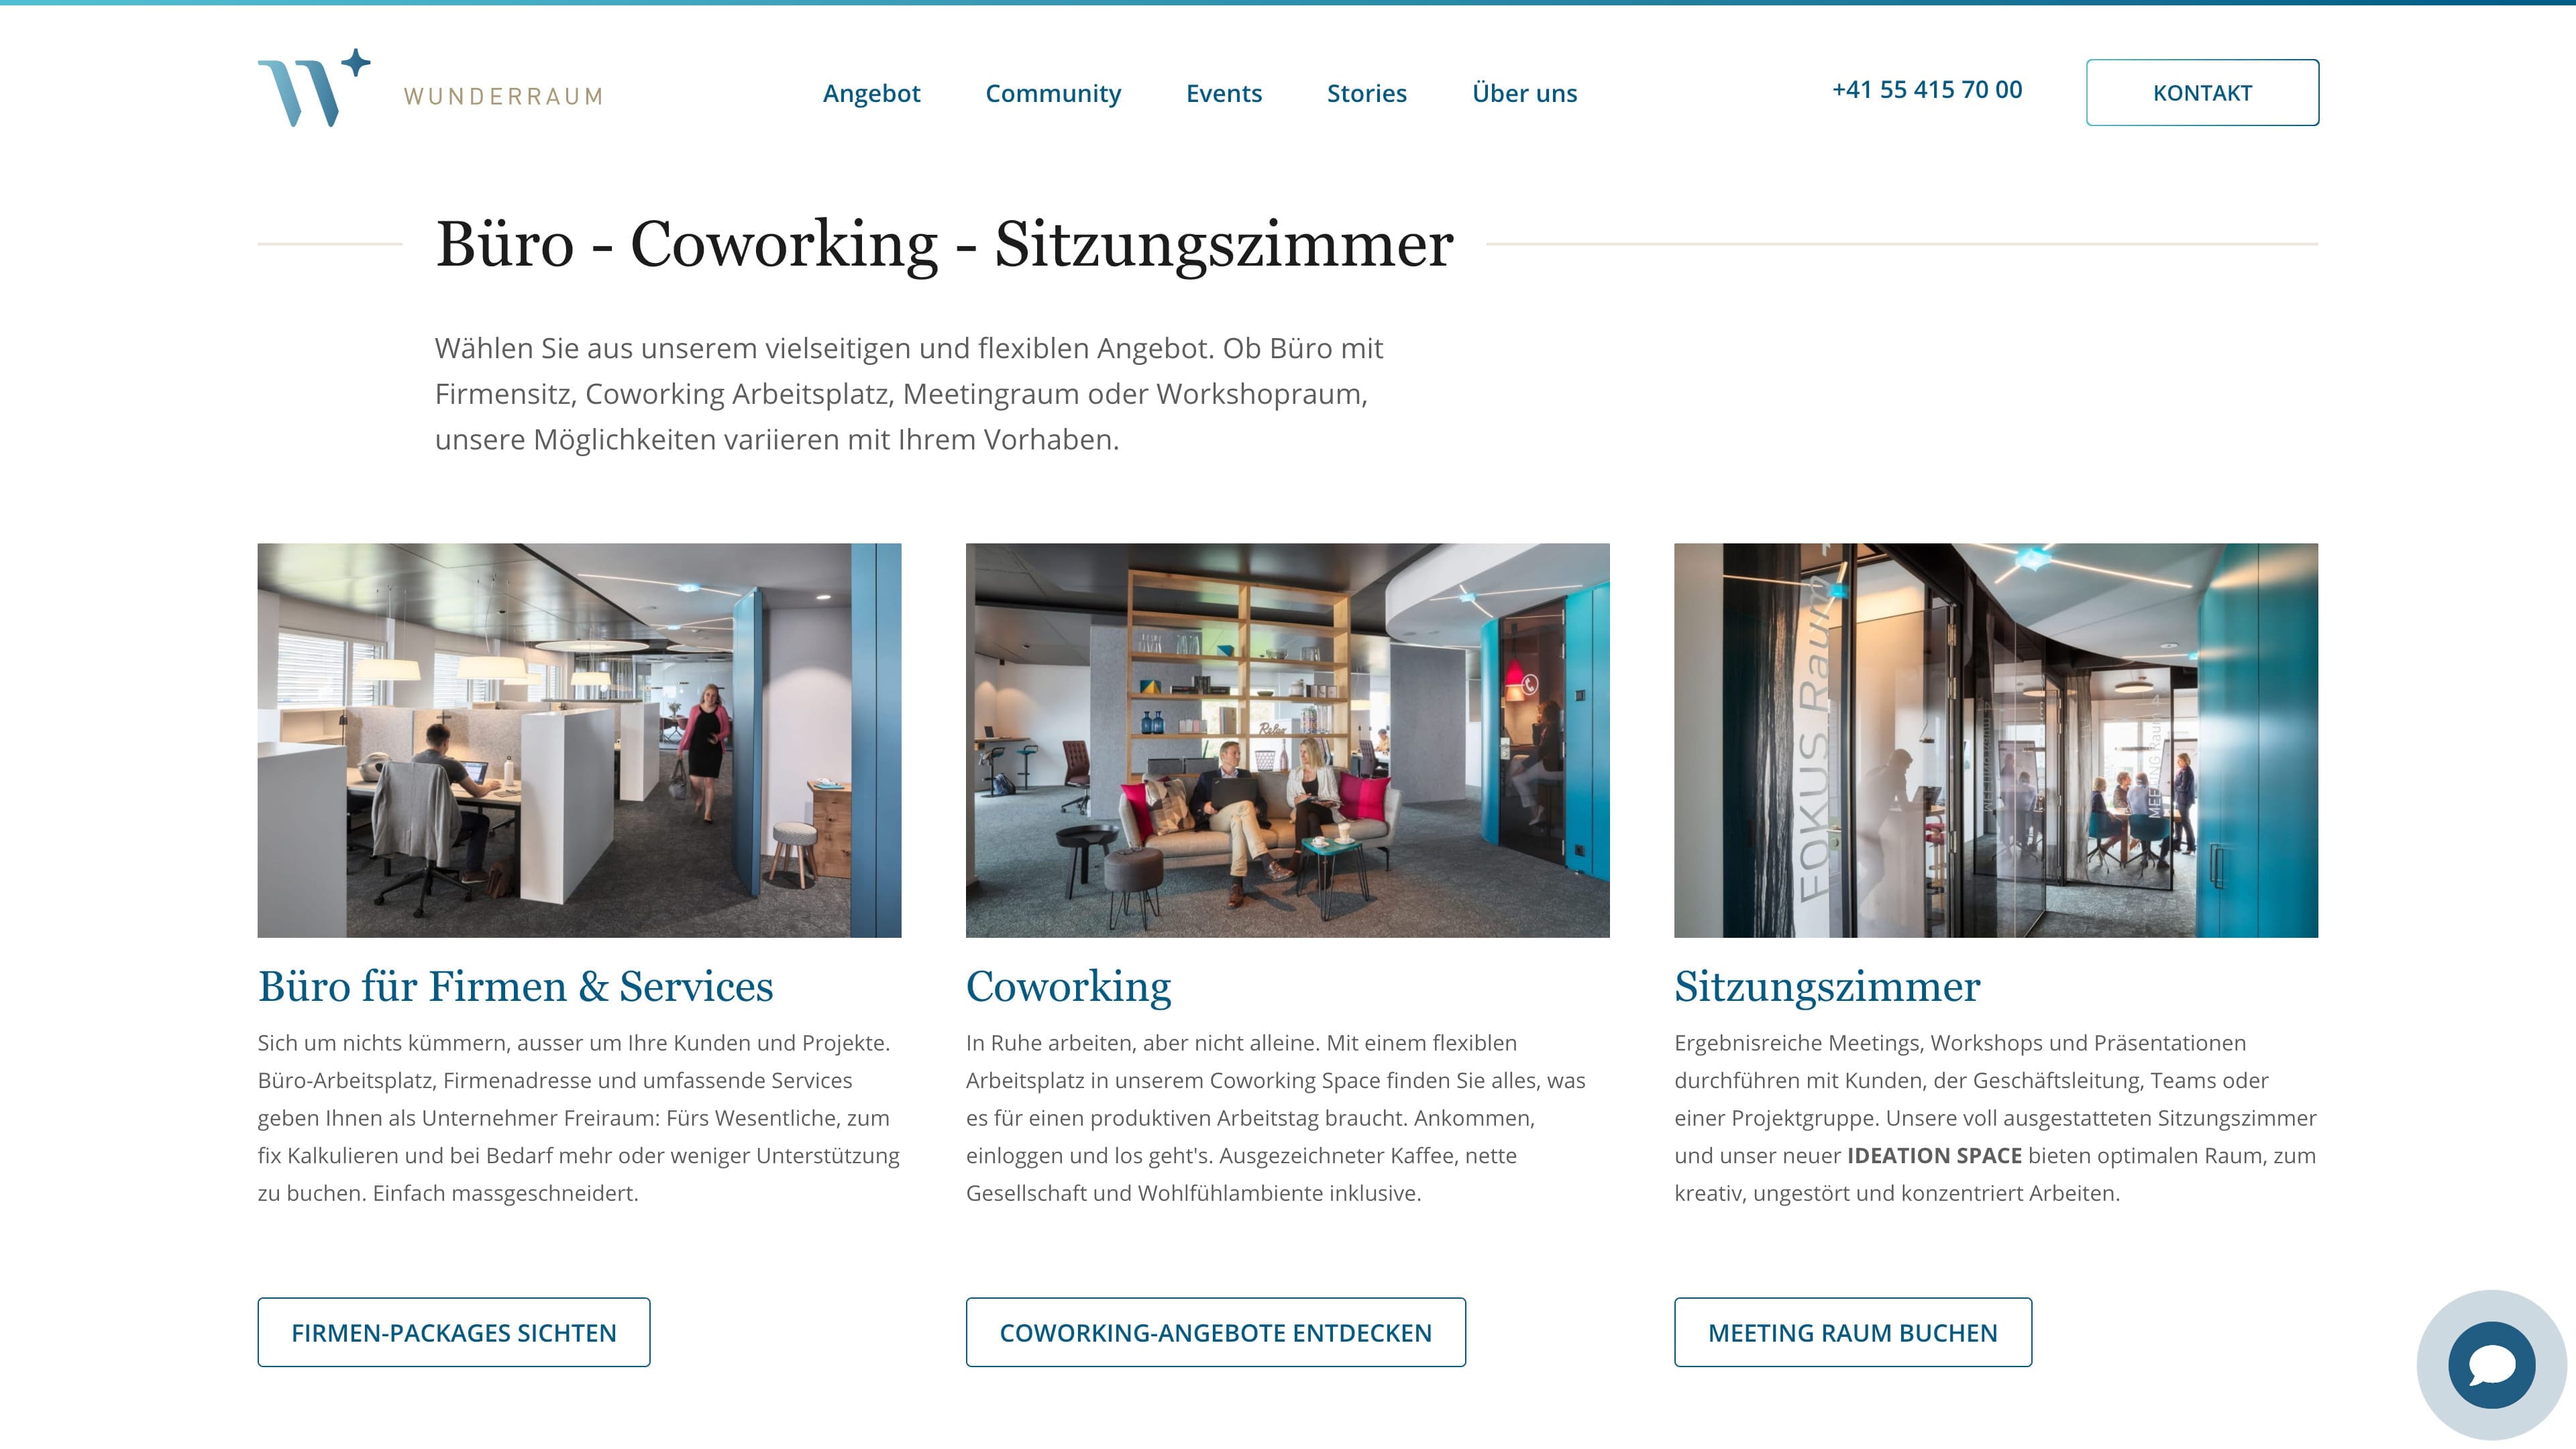 WUNDERRAUM
Angebot
Community
Events
Stories
Über uns
+41 55 415 70 00
KONTAKT
Büro - Coworking - Sitzungszimmer
Wählen Sie aus unserem vielseitigen und flexiblen Angebot. Ob Büro mit
Firmensitz, Coworking Arbeitsplatz, Meetingraum oder Workshopraum,
unsere Möglichkeiten variieren mit Ihrem Vorhaben.
Relax
FOKUS Raum
Büro für Firmen & Services
Sich um nichts kümmern, ausser um Ihre Kunden und Projekte.
Büro-Arbeitsplatz, Firmenadresse und umfassende Services
geben Ihnen als Unternehmer Freiraum: Fürs Wesentliche, zum
fix Kalkulieren und bei Bedarf mehr oder weniger Unterstützung
zu buchen. Einfach massgeschneidert.
FIRMEN-PACKAGES SICHTEN
Coworking
In Ruhe arbeiten, aber nicht alleine. Mit einem flexiblen
Arbeitsplatz in unserem Coworking Space finden Sie alles, was
es für einen produktiven Arbeitstag braucht. Ankommen,
einloggen und los geht's. Ausgezeichneter Kaffee, nette
Gesellschaft und Wohlfühlambiente inklusive.
COWORKING-ANGEBOTE ENTDECKEN
Sitzungszimmer
Ergebnisreiche Meetings, Workshops und Präsentationen
durchführen mit Kunden, der Geschäftsleitung, Teams oder
einer Projektgruppe. Unsere voll ausgestatteten Sitzungszimmer
und unser neuer IDEATION SPACE bieten optimalen Raum, zum
kreativ, ungestört und konzentriert Arbeiten.
MEETING RAUM BUCHEN